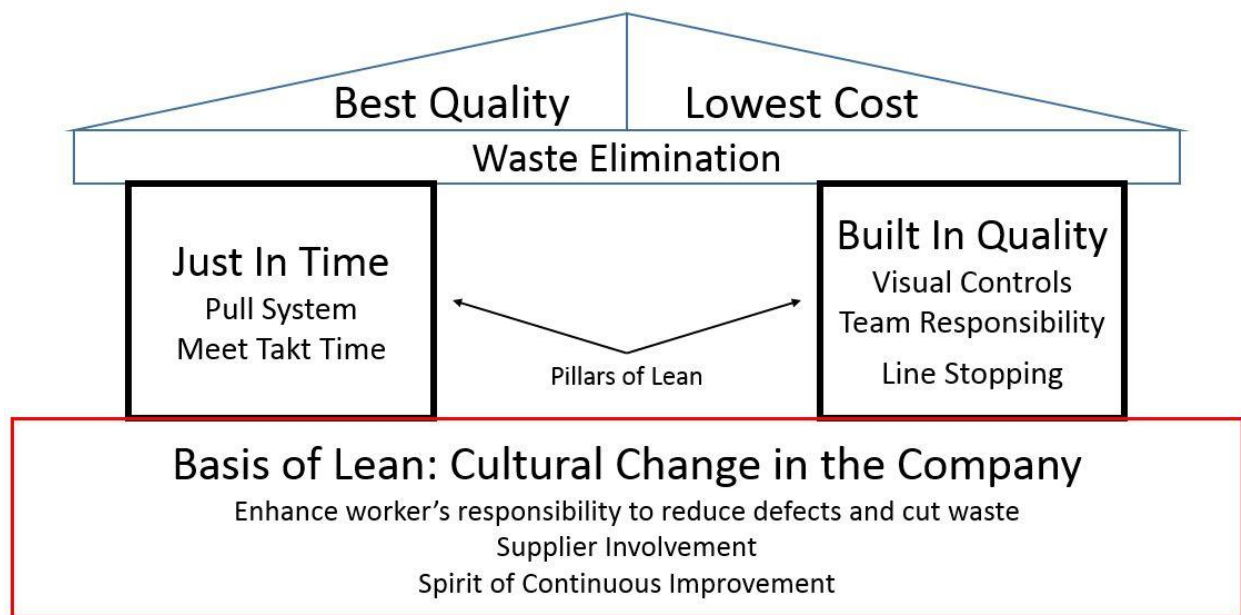 Best Quality
Lowest Cost
Waste Elimination
Just In Time
Pull System
Meet Takt Time
Pillars of Lean
Built In Quality
Visual Controls
Team Responsibility
Line Stopping
Basis of Lean: Cultural Change in the Company
Enhance worker’s responsibility to reduce defects and cut waste
Supplier Involvement
Spirit of Continuous Improvement